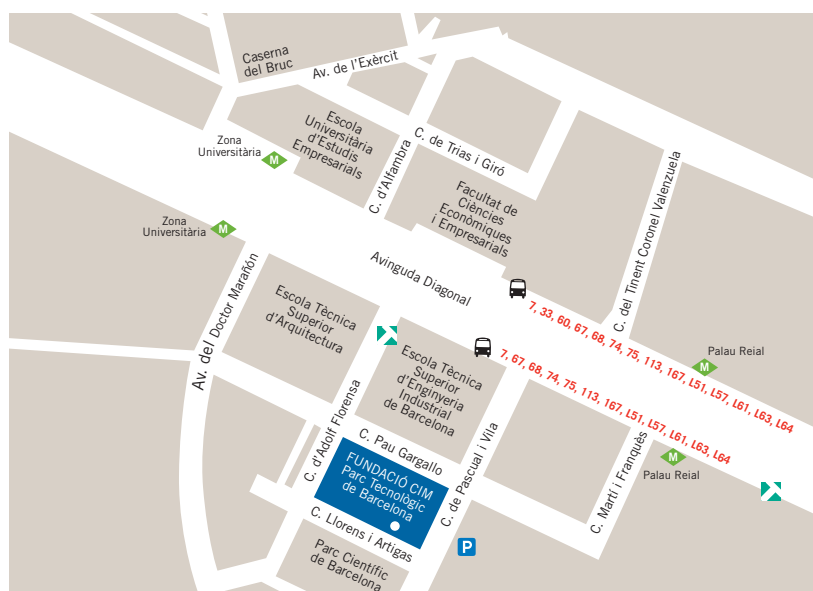 Caserna
del Bruc
Av. de l'Exèrcit
Escola
Universitària
d'Estudis
Empresarials
C. de Trias i Giró
Zona
Universitària
M
C. d'Alfambra
Facultat de
Ciències
Econòmiques
i Empresarials
C. del Tinent Coronel Valenzuela
Zona
Universitària
M
Avinguda Diagonal
Av. del Doctor Marañón
Escola Tècnica
Superior
d'Arquitectura
7, 33, 60, 67, 68, 74, 75, 113, 167, L51, L57, L61, L63, L64
Palau Reial
M
Escola Tècnica
Superior
d'Enginyeria
Industrial
de Barcelona
7, 67, 68, 74, 75, 113, 167, L51, L57, L61, L63, L64
M
Palau Reial
C. d'Adolf Florensa
C. Pau Gargallo
C. de Pascual i Vila
C. Martí i Franquès
FUNDACIÓ CIM
Parc Tecnològic
de Barcelona
C. Llorens i Artigas
P
Parc Científic
de Barcelona